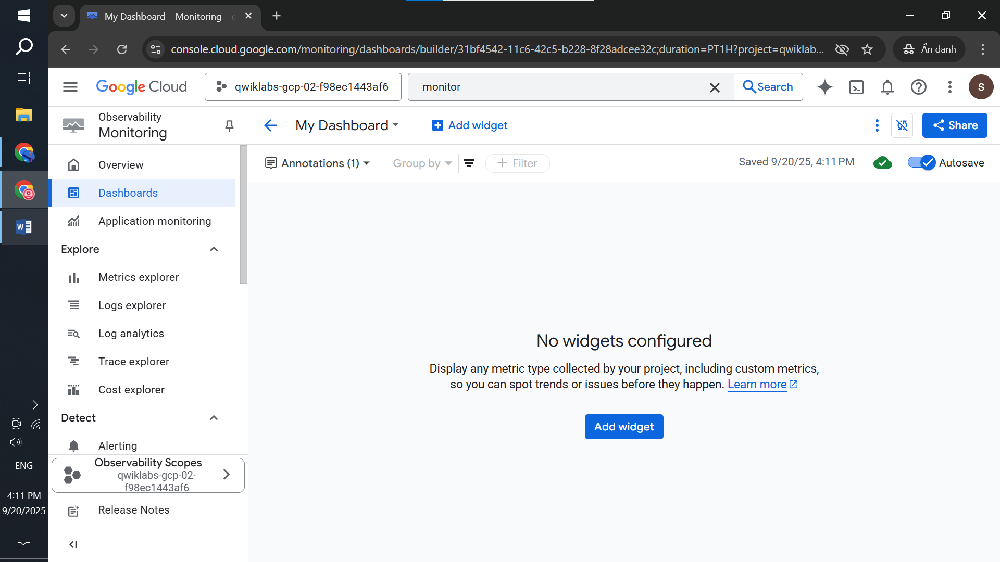 My Dashboard – Monitoring –
console.cloud.google.com/monitoring/dashboards/builder/31bf4542-11c6-42c5-b228-8f28adcee32c;duration=PT1H?project=qwiklab...
Ẩn danh
Google Cloud
qwiklabs-gcp-02-f98ec1443af6
monitor
Search
S
Observability
Monitoring
My Dashboard
Add widget
Share
Annotations (1)
Group by
Filter
Saved 9/20/25, 4:11 PM
Autosave
Overview
Dashboards
Application monitoring
Explore
Metrics explorer
Logs explorer
Log analytics
Trace explorer
Cost explorer
Detect
Alerting
Observability Scopes
qwiklabs-gcp-02-
f98ec1443af6
Release Notes
No widgets configured
Display any metric type collected by your project, including custom metrics,
so you can spot trends or issues before they happen. Learn more
Add widget
W
ENG
4:11 PM
9/20/2025